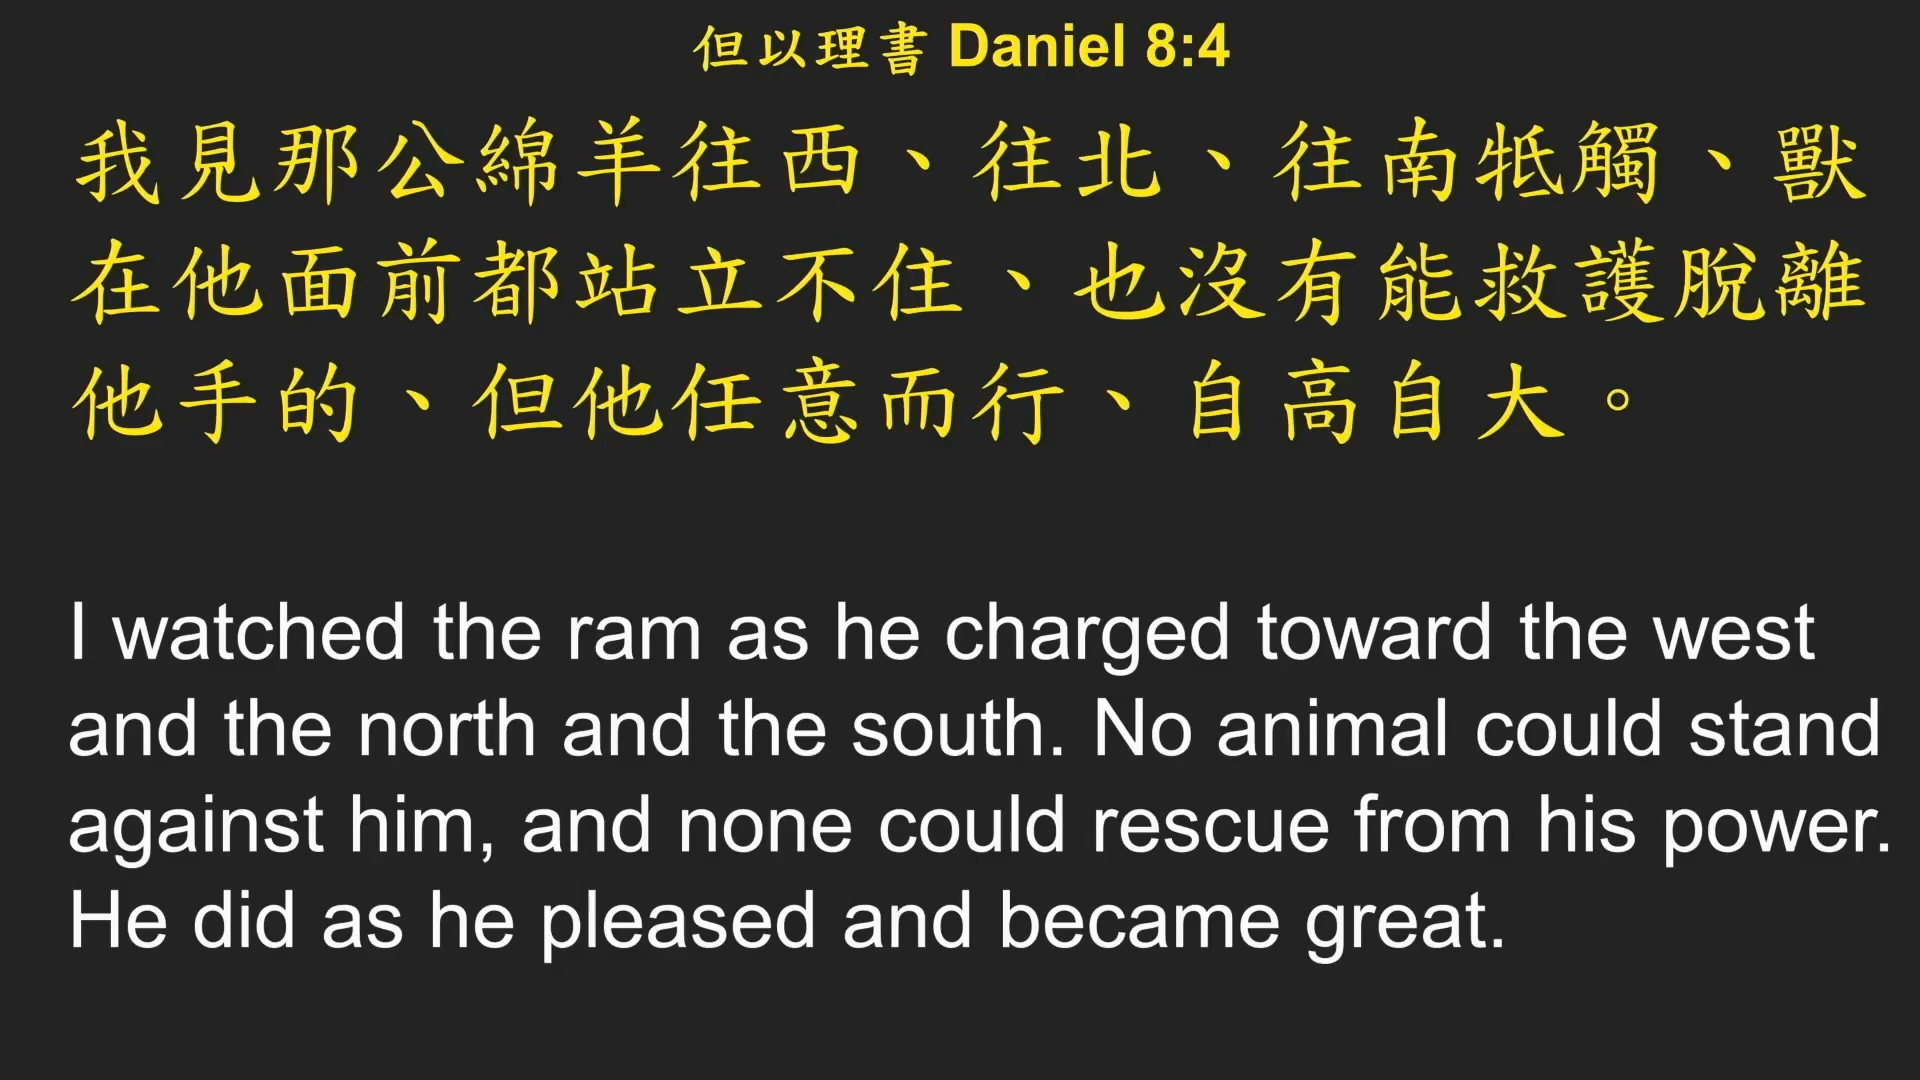 但以理書 Daniel 8:4
我見那公綿羊往西、往北、往南牴觸、獸
在他面前都站立不住、也沒有能救護脫離
他手的、但他任意而行、自高自大。
I watched the ram as he charged toward the west
and the north and the south. No animal could stand
against him, and none could rescue from his power.
He did as he pleased and became great.